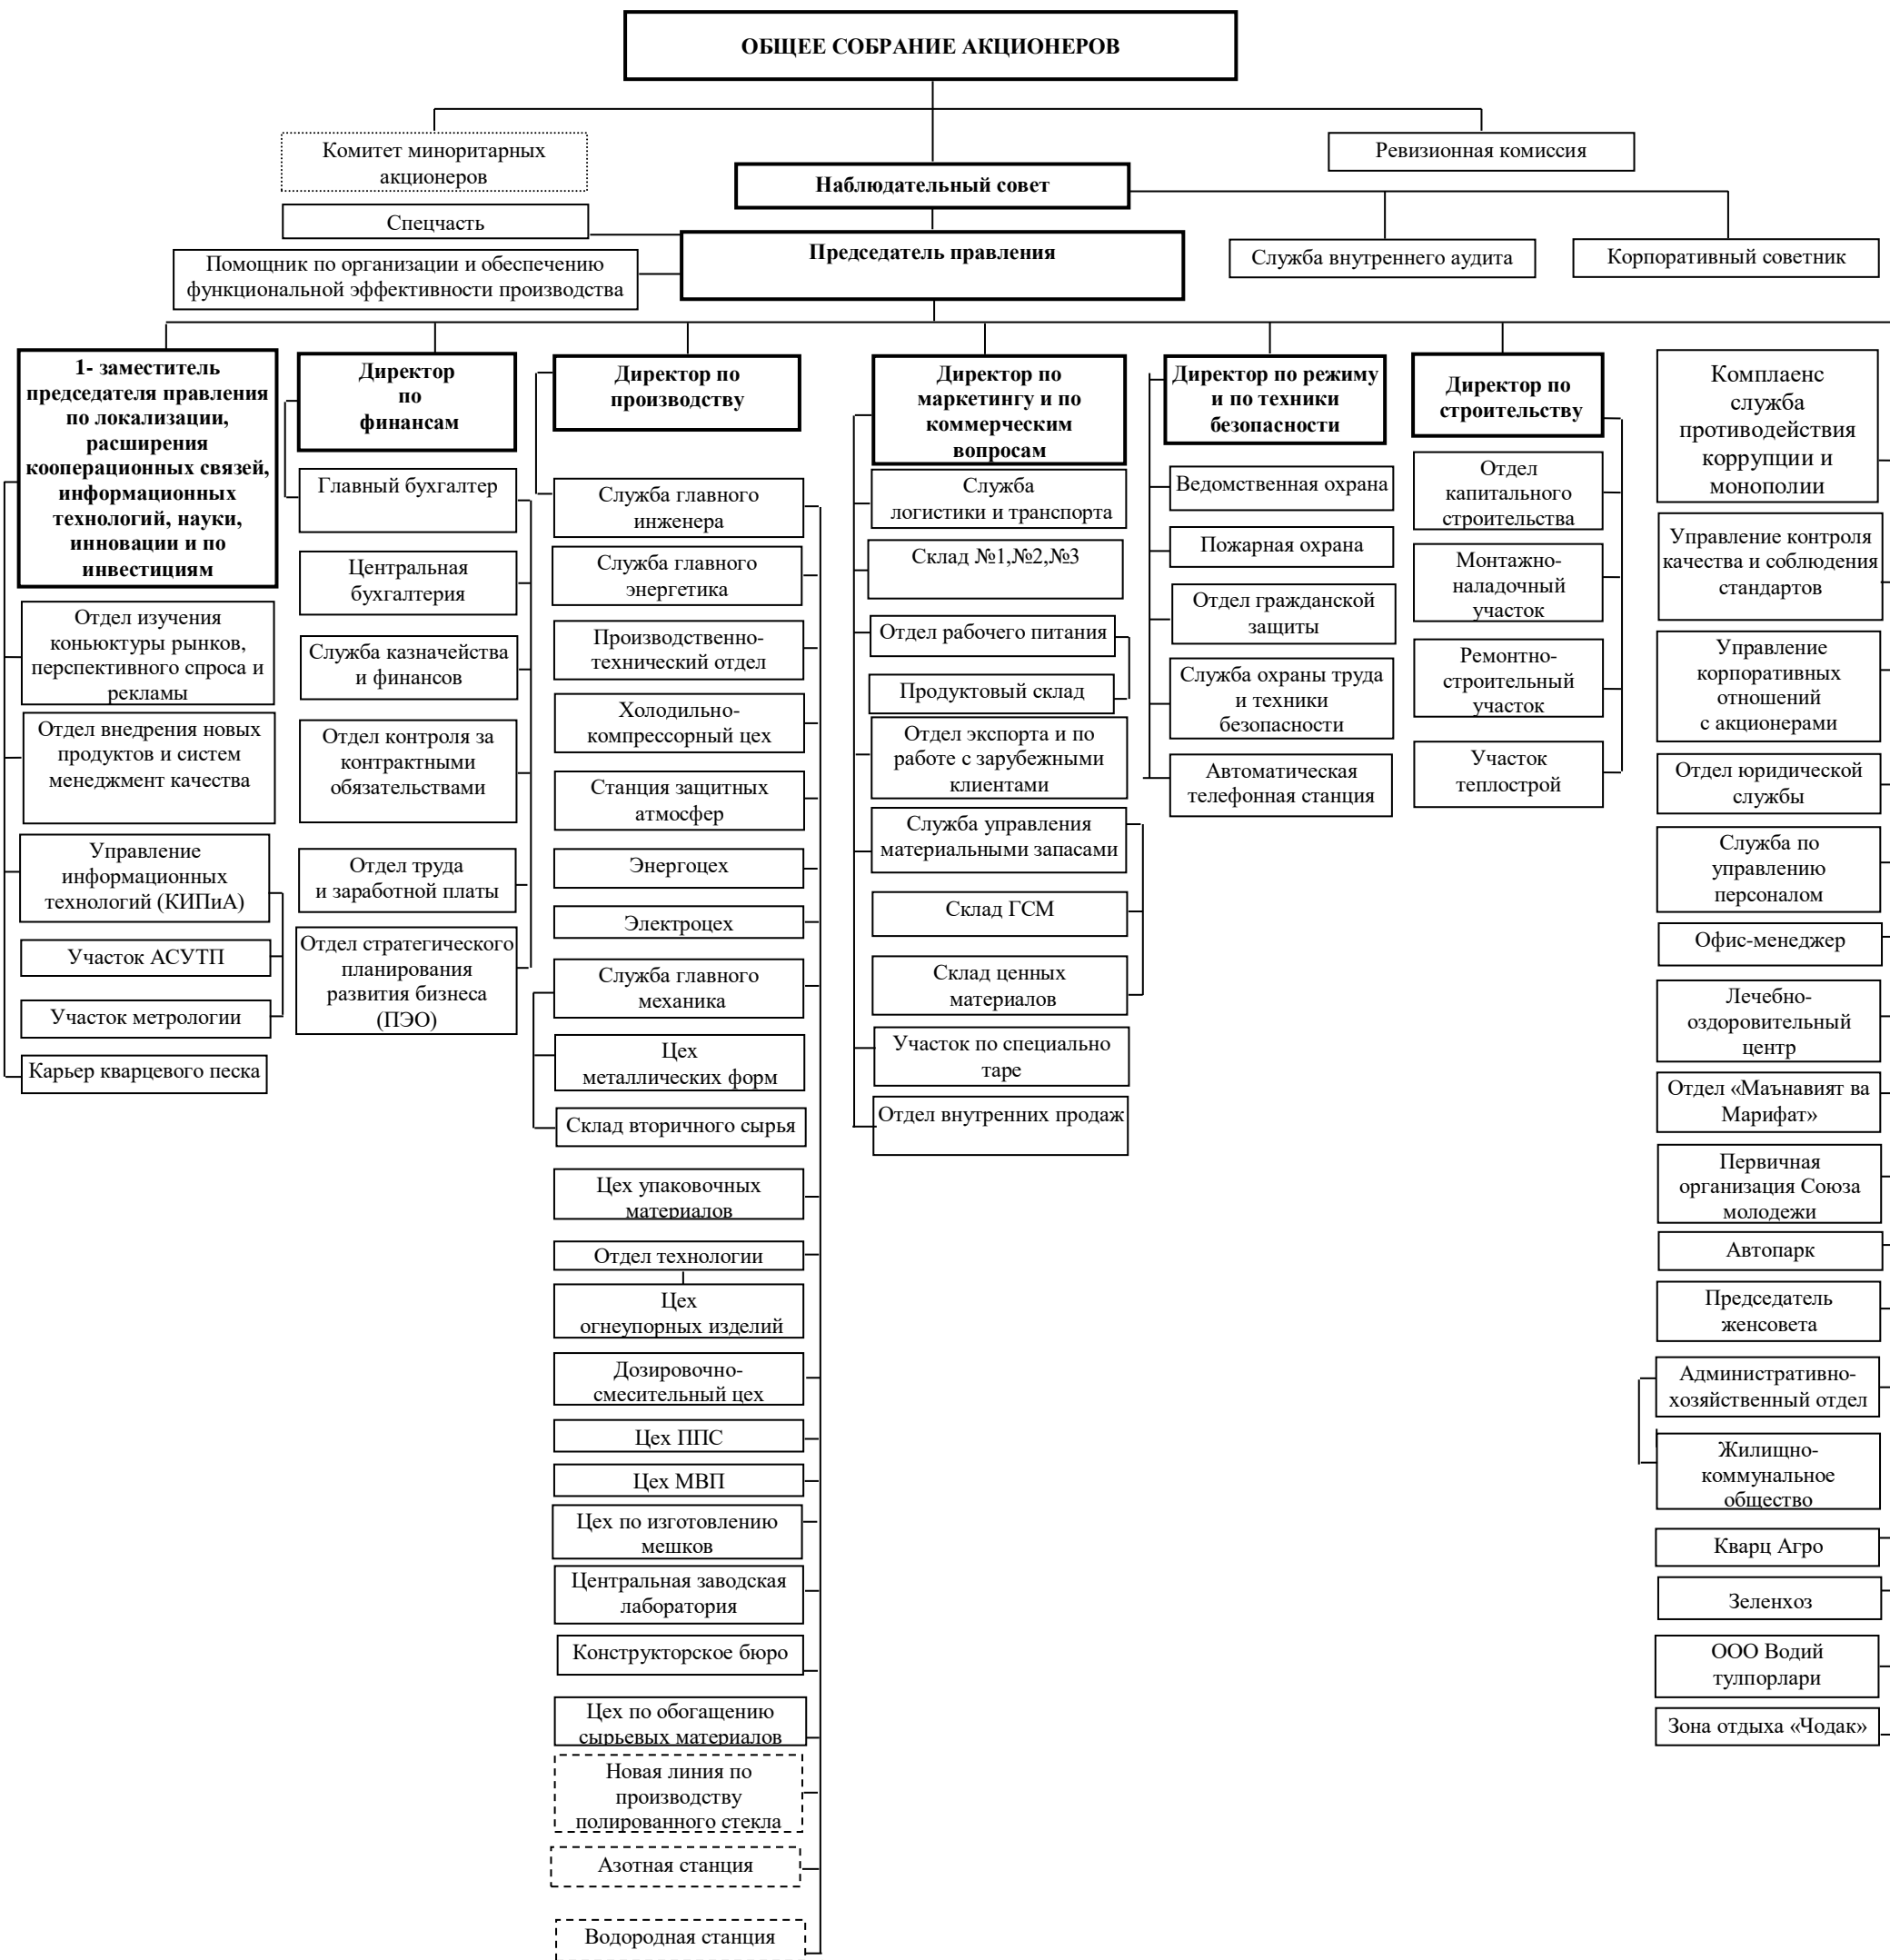 ОБЩЕЕ СОБРАНИЕ АКЦИОНЕРОВ
Комитет миноритарных
акционеров
Ревизионная комиссия
Наблюдательный совет
Спецчасть
Председатель правления
Служба внутреннего аудита
Корпоративный советник
Помощник по организации и обеспечению
функциональной эффективности производства
1- заместитель
председателя правления
по локализации,
расширения
кооперационных связей,
информационных
технологий, науки,
инновации и по
инвестициям
Отдел изучения
коньюктуры рынков,
перспективного спроса и
рекламы
Отдел внедрения новых
продуктов и систем
менеджмент качества
Управление
информационных
технологий (КИПиА)
Участок АСУТП
Участок метрологии
Карьер кварцевого песка
Директор
по
финансам
Главный бухгалтер
Центральная
бухгалтерия
Служба казначейства
и финансов
Отдел контроля за
контрактными
обязательствами
Отдел труда
и заработной платы
Отдел стратегического
планирования
развития бизнеса
(ПЭО)
Директор по
производству
Служба главного
инженера
Служба главного
энергетика
Производственно-
технический отдел
Холодильно-
компрессорный цех
Станция защитных
атмосфер
Энергоцех
Электроцех
Служба главного
механика
Цех
металлических форм
Склад вторичного сырья
Цех упаковочных
материалов
Отдел технологии
Цех
огнеупорных изделий
Дозировочно-
смесительный цех
Цех ППС
Цех МВП
Цех по изготовлению
мешков
Центральная заводская
лаборатория
Конструкторское бюро
Цех по обогащению
сырьевых материалов
Новая линия по
производству
полированного стекла
Азотная станция
Водородная станция
Директор по
маркетингу и по
коммерческим
вопросам
Служба
логистики и транспорта
Склад №1,№2,№3
Отдел рабочего питания
Продуктовый склад
Отдел экспорта и по
работе с зарубежными
клиентами
Служба управления
материальными запасами
Склад ГСМ
Склад ценных
материалов
Участок по специально
таре
Отдел внутренних продаж
Директор по режиму
и по техники
безопасности
Ведомственная охрана
Пожарная охрана
Отдел гражданской
защиты
Служба охраны труда
и техники
безопасности
Автоматическая
телефонная станция
Директор по
строительству
Отдел
капитального
строительства
Монтажно-
наладочный
участок
Ремонтно-
строительный
участок
Участок
теплострой
Комплаенс
служба
противодействия
коррупции и
монополии
Управление контроля
качества и соблюдения
стандартов
Управление
корпоративных
отношений
с акционерами
Отдел юридической
службы
Служба по
управлению
персоналом
Офис-менеджер
Лечебно-
оздоровительный
центр
Отдел «Маънавият ва
Марифат»
Первичная
организация Союза
молодежи
Автопарк
Председатель
женсовета
Административно-
хозяйственный отдел
Жилищно-
коммунальное
общество
Кварц Агро
Зеленхоз
ООО Водий
тулпорлари
Зона отдыха «Чодак»